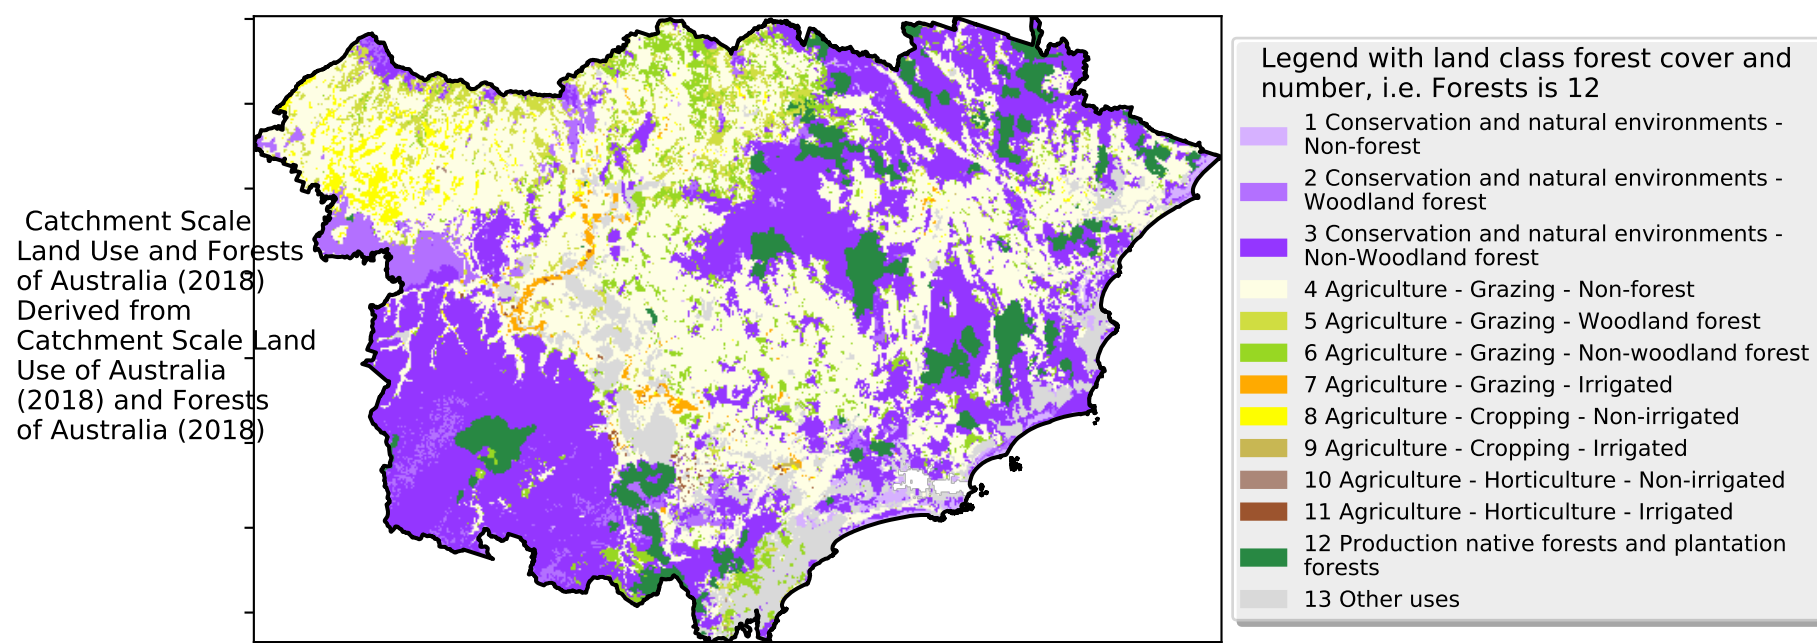 Catchment Scale
Land Use and Forests
of Australia (2018)
Derived from
Catchment Scale Land
Use of Australia
(2018) and Forests
of Australia (2018)
Legend with land class forest cover and
number, i.e. Forests is 12
1 Conservation and natural environments -
Non-forest
2 Conservation and natural environments -
Woodland forest
3 Conservation and natural environments -
Non-Woodland forest
4 Agriculture - Grazing - Non-forest
5 Agriculture - Grazing - Woodland forest
6 Agriculture - Grazing - Non-woodland forest
7 Agriculture - Grazing - Irrigated
8 Agriculture - Cropping - Non-irrigated
9 Agriculture - Cropping - Irrigated
10 Agriculture - Horticulture - Non-irrigated
11 Agriculture - Horticulture - Irrigated
12 Production native forests and plantation
forests
13 Other uses